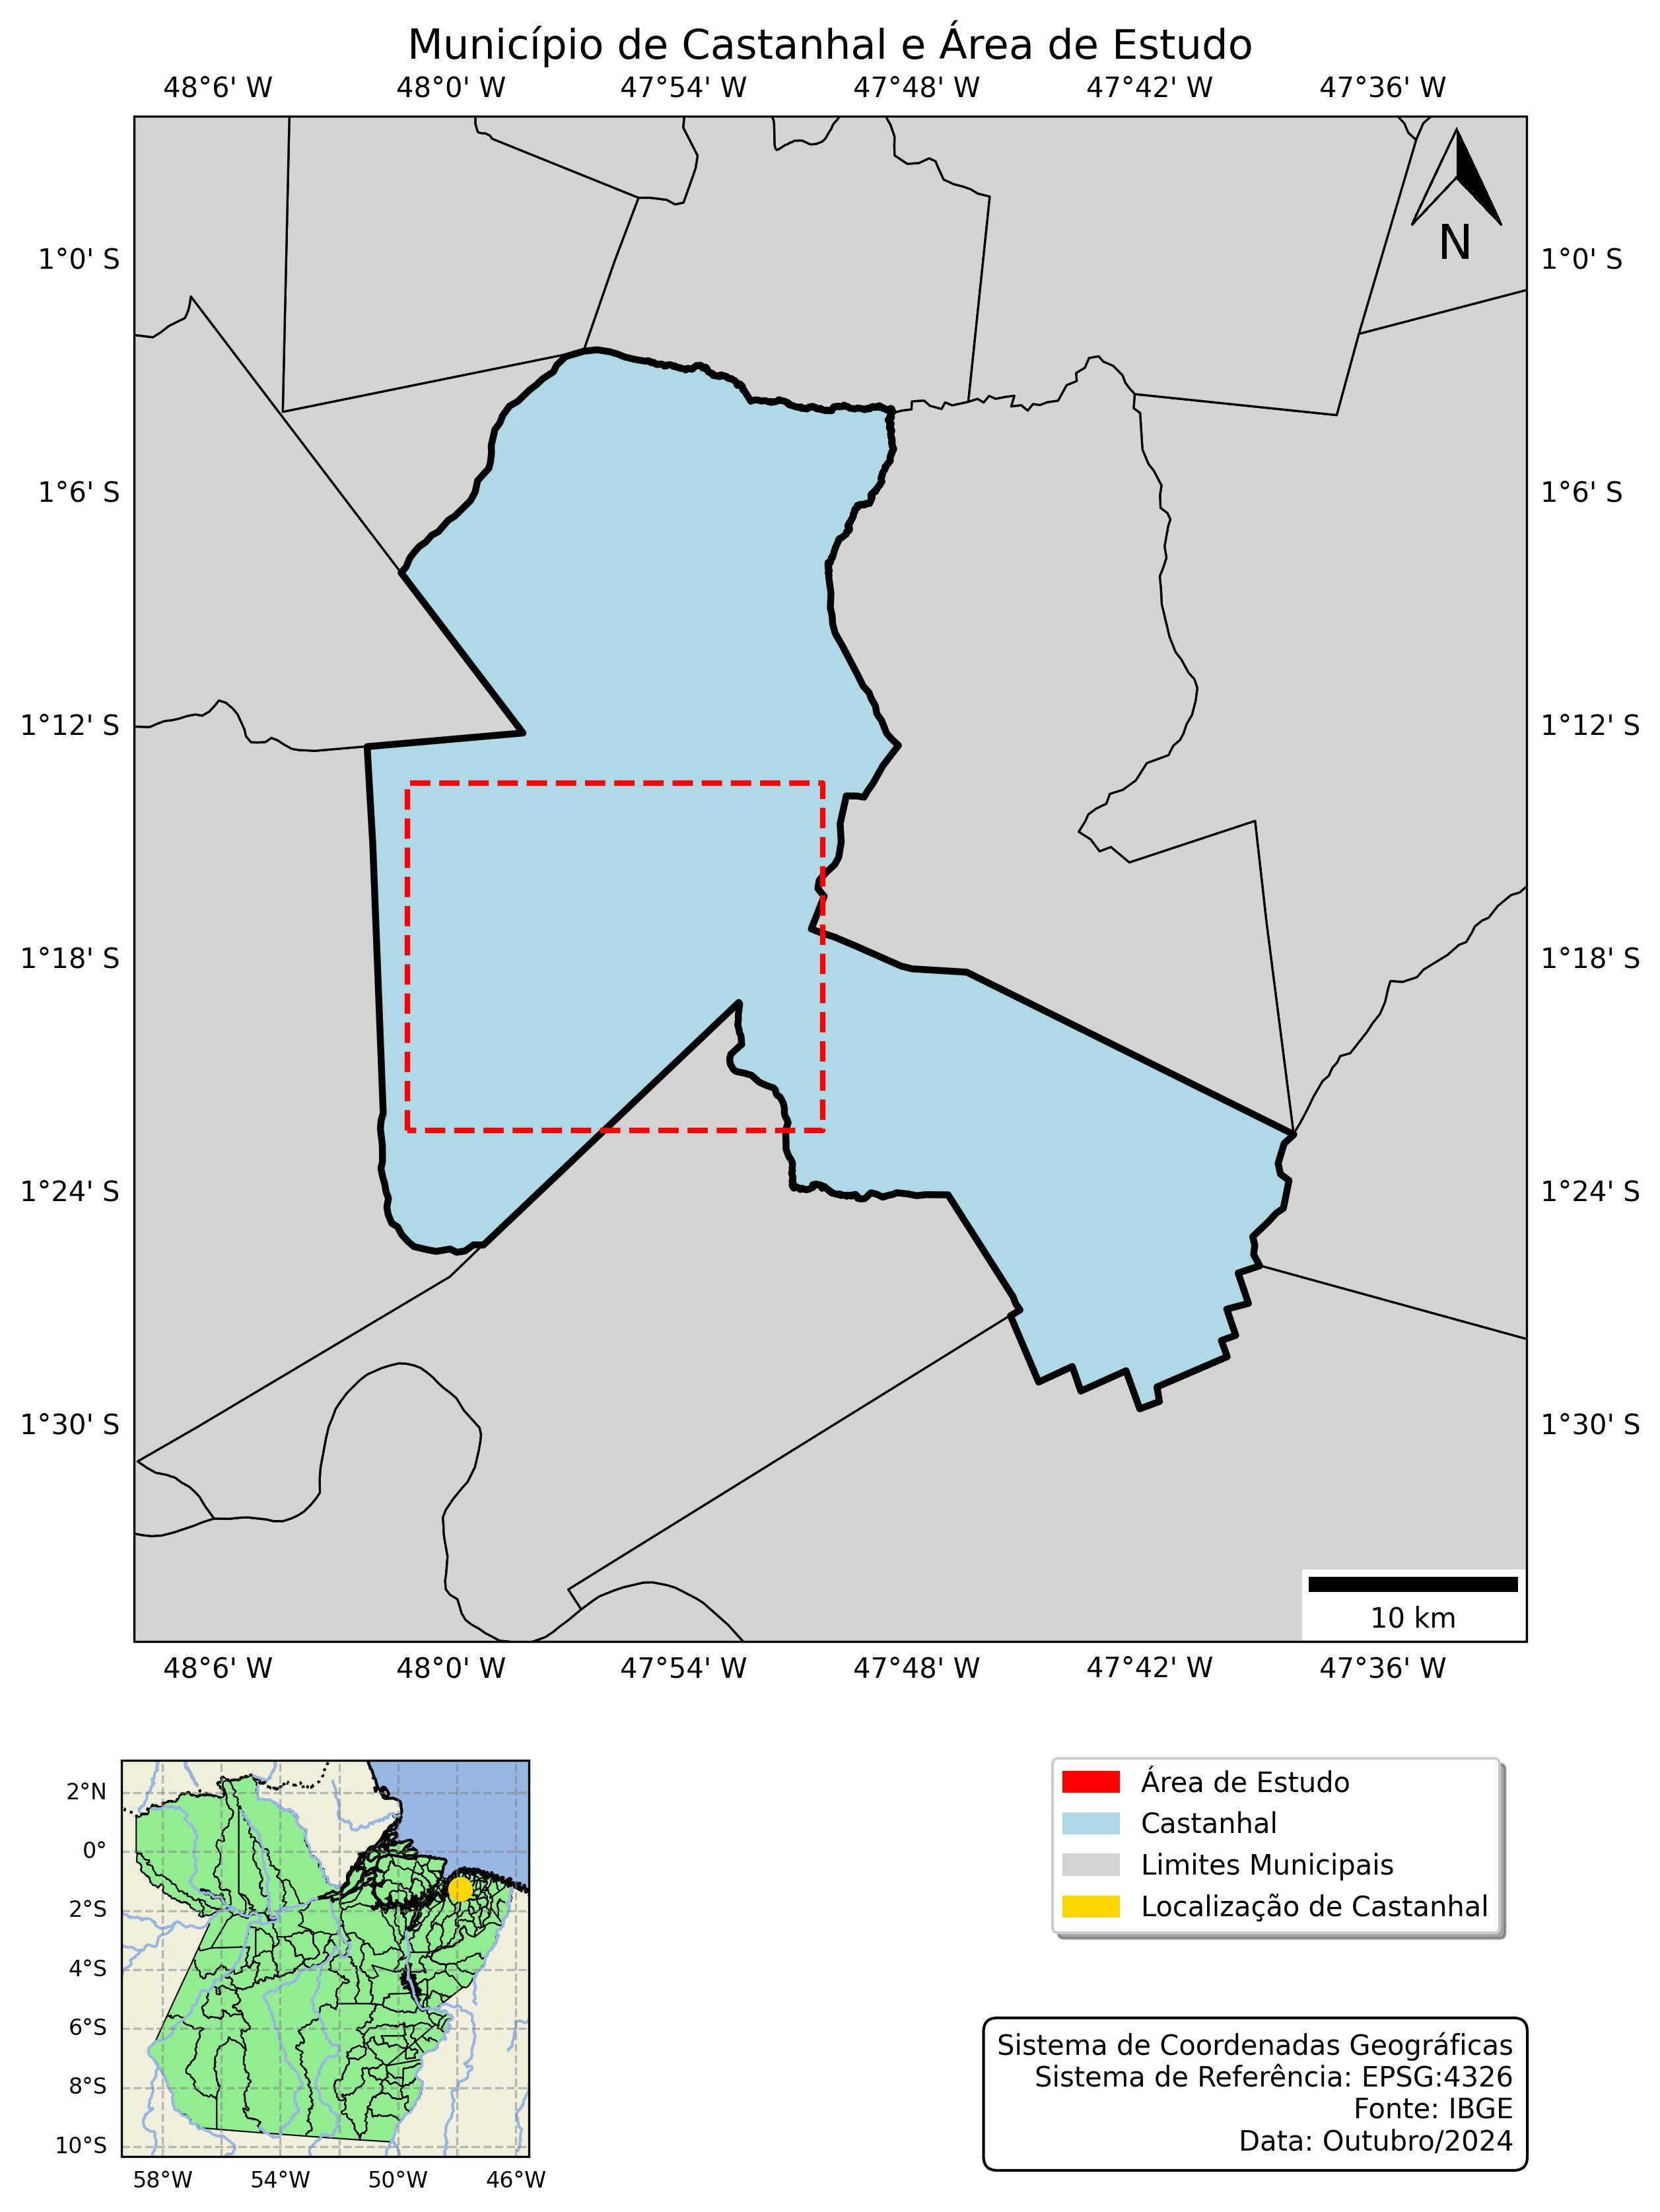 Município de Castanhal e Área de Estudo
48°6' W 48°0' W 47°54' W 47°48' W 47°42' W 47°36' W
N
1°0' S 1°0' S
1°6' S 1°6' S
1°12' S 1°12' S
1°18' S 1°18' S
1°24' S 1°24' S
1°30' S 1°30' S
10 km
48°6' W 48°0' W 47°54' W 47°48' W 47°42' W 47°36' W
2°N
0°
2°S
4°S
6°S
8°S
10°S
58°W 54°W 50°W 46°W
Área de Estudo
Castanhal
Limites Municipais
Localização de Castanhal
Sistema de Coordenadas Geográficas
Sistema de Referência: EPSG:4326
Fonte: IBGE
Data: Outubro/2024